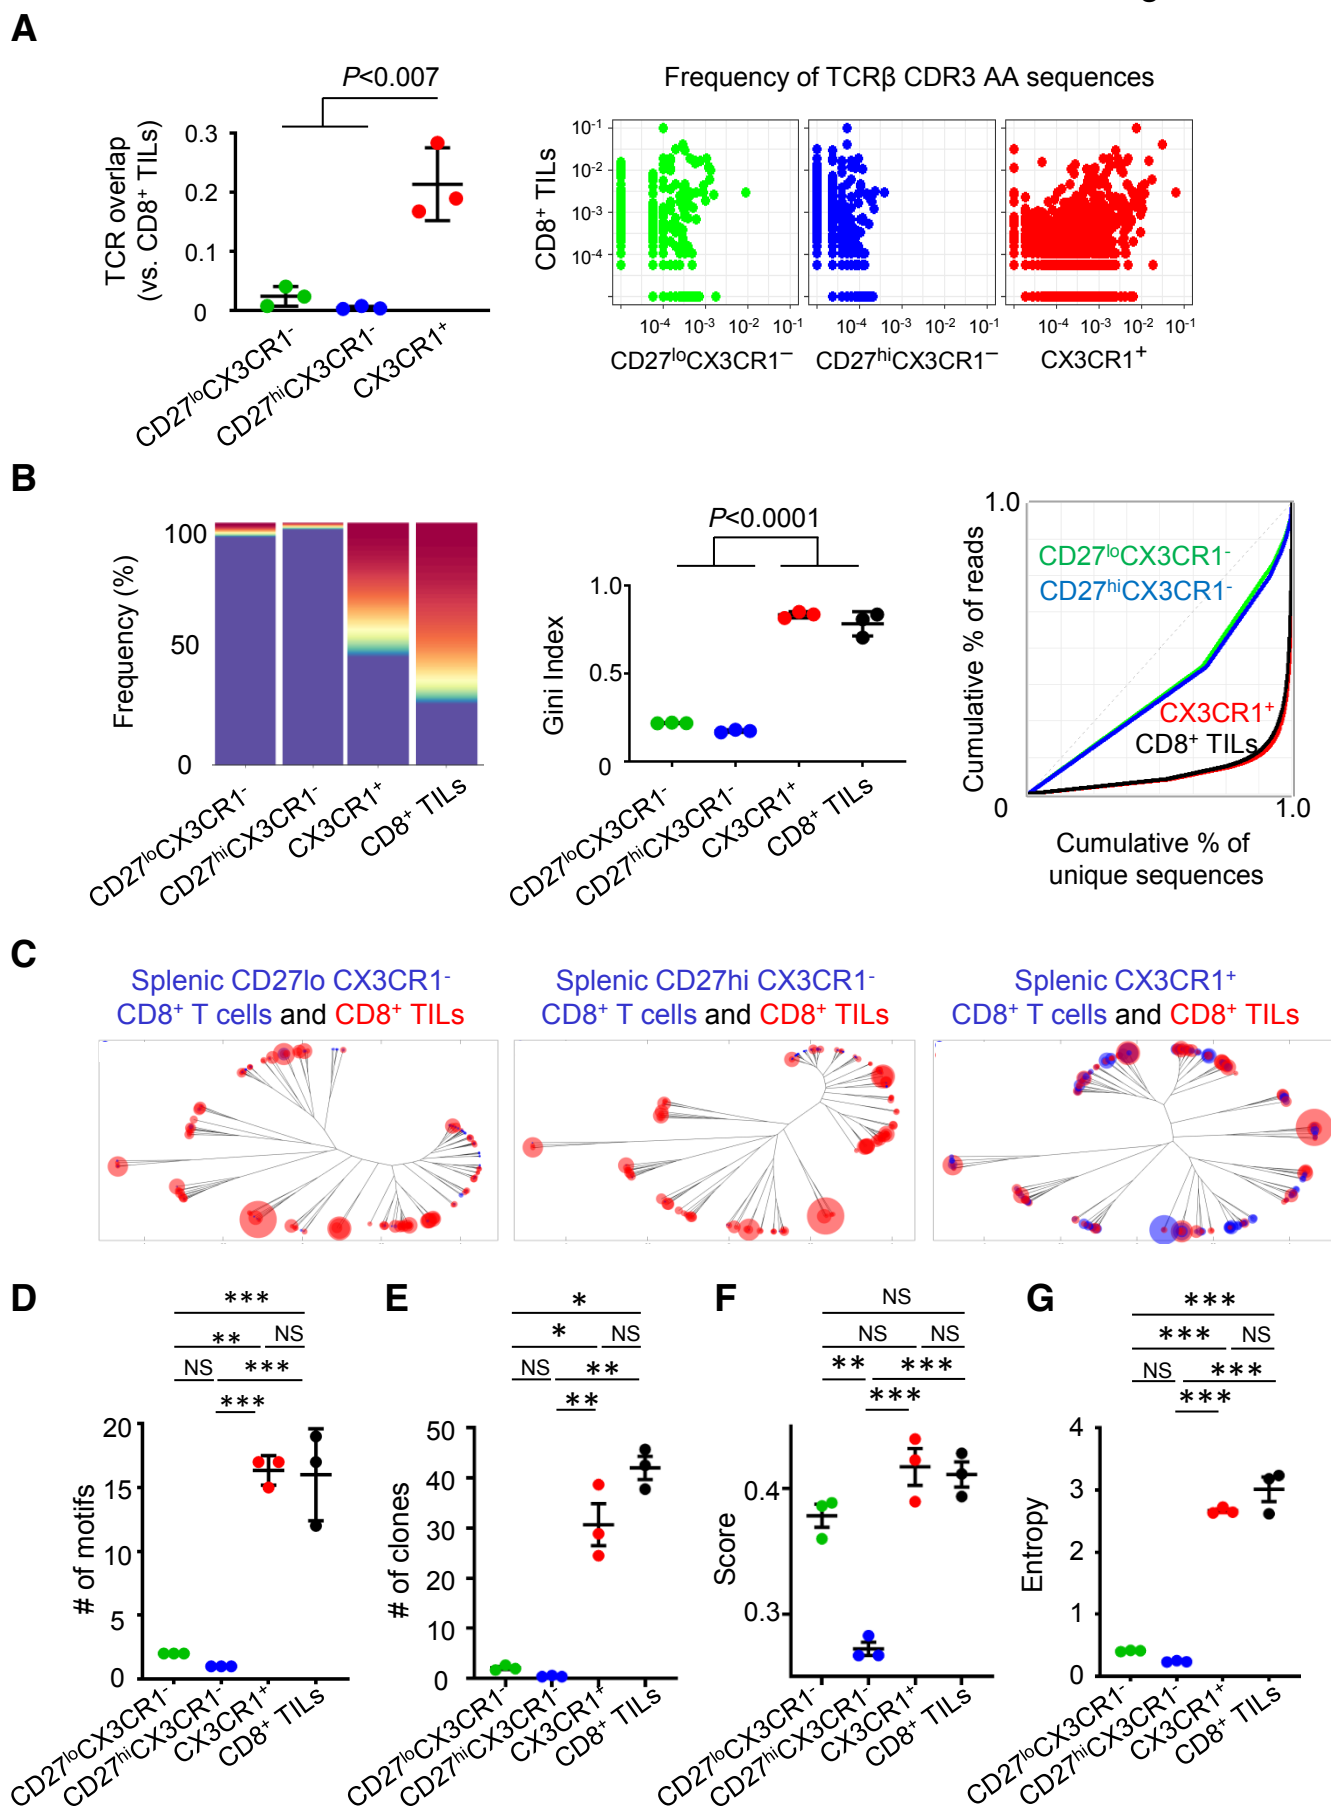 A
P<0.007
TCR overlap
(vs. CD8⁺ TILs)
0.3
0.2
0.1
0
CD27ˡᵒCX3CR1⁻
CD27ʰⁱCX3CR1⁻
CX3CR1⁺
Frequency of TCRβ CDR3 AA sequences
CD8⁺ TILs
10⁻¹
10⁻²
10⁻³
10⁻⁴
10⁻⁴ 10⁻³ 10⁻² 10⁻¹
10⁻⁴ 10⁻³ 10⁻² 10⁻¹
10⁻⁴ 10⁻³ 10⁻² 10⁻¹
CD27ˡᵒCX3CR1⁻
CD27ʰⁱCX3CR1⁻
CX3CR1⁺
B
Frequency (%)
100
50
0
CD27ˡᵒCX3CR1⁻
CD27ʰⁱCX3CR1⁻
CX3CR1⁺
CD8⁺ TILs
P<0.0001
Gini Index
1.0
0.5
0
CD27ˡᵒCX3CR1⁻
CD27ʰⁱCX3CR1⁻
CX3CR1⁺
CD8⁺ TILs
Cumulative % of reads
1.0
CD27ˡᵒCX3CR1⁻
CD27ʰⁱCX3CR1⁻
CX3CR1⁺
CD8⁺ TILs
0
1.0
Cumulative % of
unique sequences
C
Splenic CD27lo CX3CR1⁻
CD8⁺ T cells and CD8⁺ TILs
Splenic CD27hi CX3CR1⁻
CD8⁺ T cells and CD8⁺ TILs
Splenic CX3CR1⁺
CD8⁺ T cells and CD8⁺ TILs
D
***
** NS
NS ***
***
# of motifs
20
15
10
5
0
CD27ˡᵒCX3CR1⁻
CD27ʰⁱCX3CR1⁻
CX3CR1⁺
CD8⁺ TILs
E
*
* NS
NS **
**
# of clones
50
40
30
20
10
0
CD27ˡᵒCX3CR1⁻
CD27ʰⁱCX3CR1⁻
CX3CR1⁺
CD8⁺ TILs
F
NS
NS NS
** ***
***
Score
0.4
0.3
CD27ˡᵒCX3CR1⁻
CD27ʰⁱCX3CR1⁻
CX3CR1⁺
CD8⁺ TILs
G
***
*** NS
NS ***
***
Entropy
4
3
2
1
0
CD27ˡᵒCX3CR1⁻
CD27ʰⁱCX3CR1⁻
CX3CR1⁺
CD8⁺ TILs